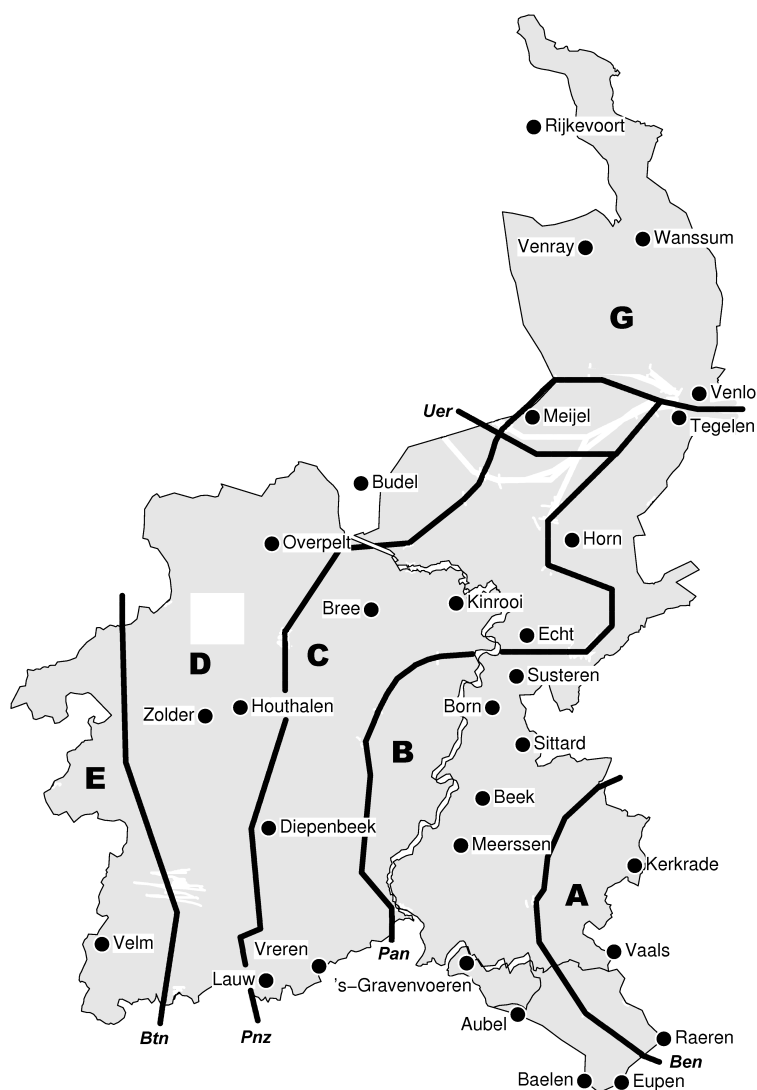 Rijkevoort
Venray
Wanssum
G
Venlo
Uer
Meijel
Tegelen
Budel
Overpelt
Horn
Bree
Kinrooi
Echt
D
C
Susteren
Zolder
Houthalen
Born
Sittard
B
E
Beek
Diepenbeek
Meerssen
Kerkrade
A
Velm
Vreren
Pan
Vaals
Lauw
's–Gravenvoeren
Aubel
Btn
Pnz
Raeren
Ben
Baelen
Eupen